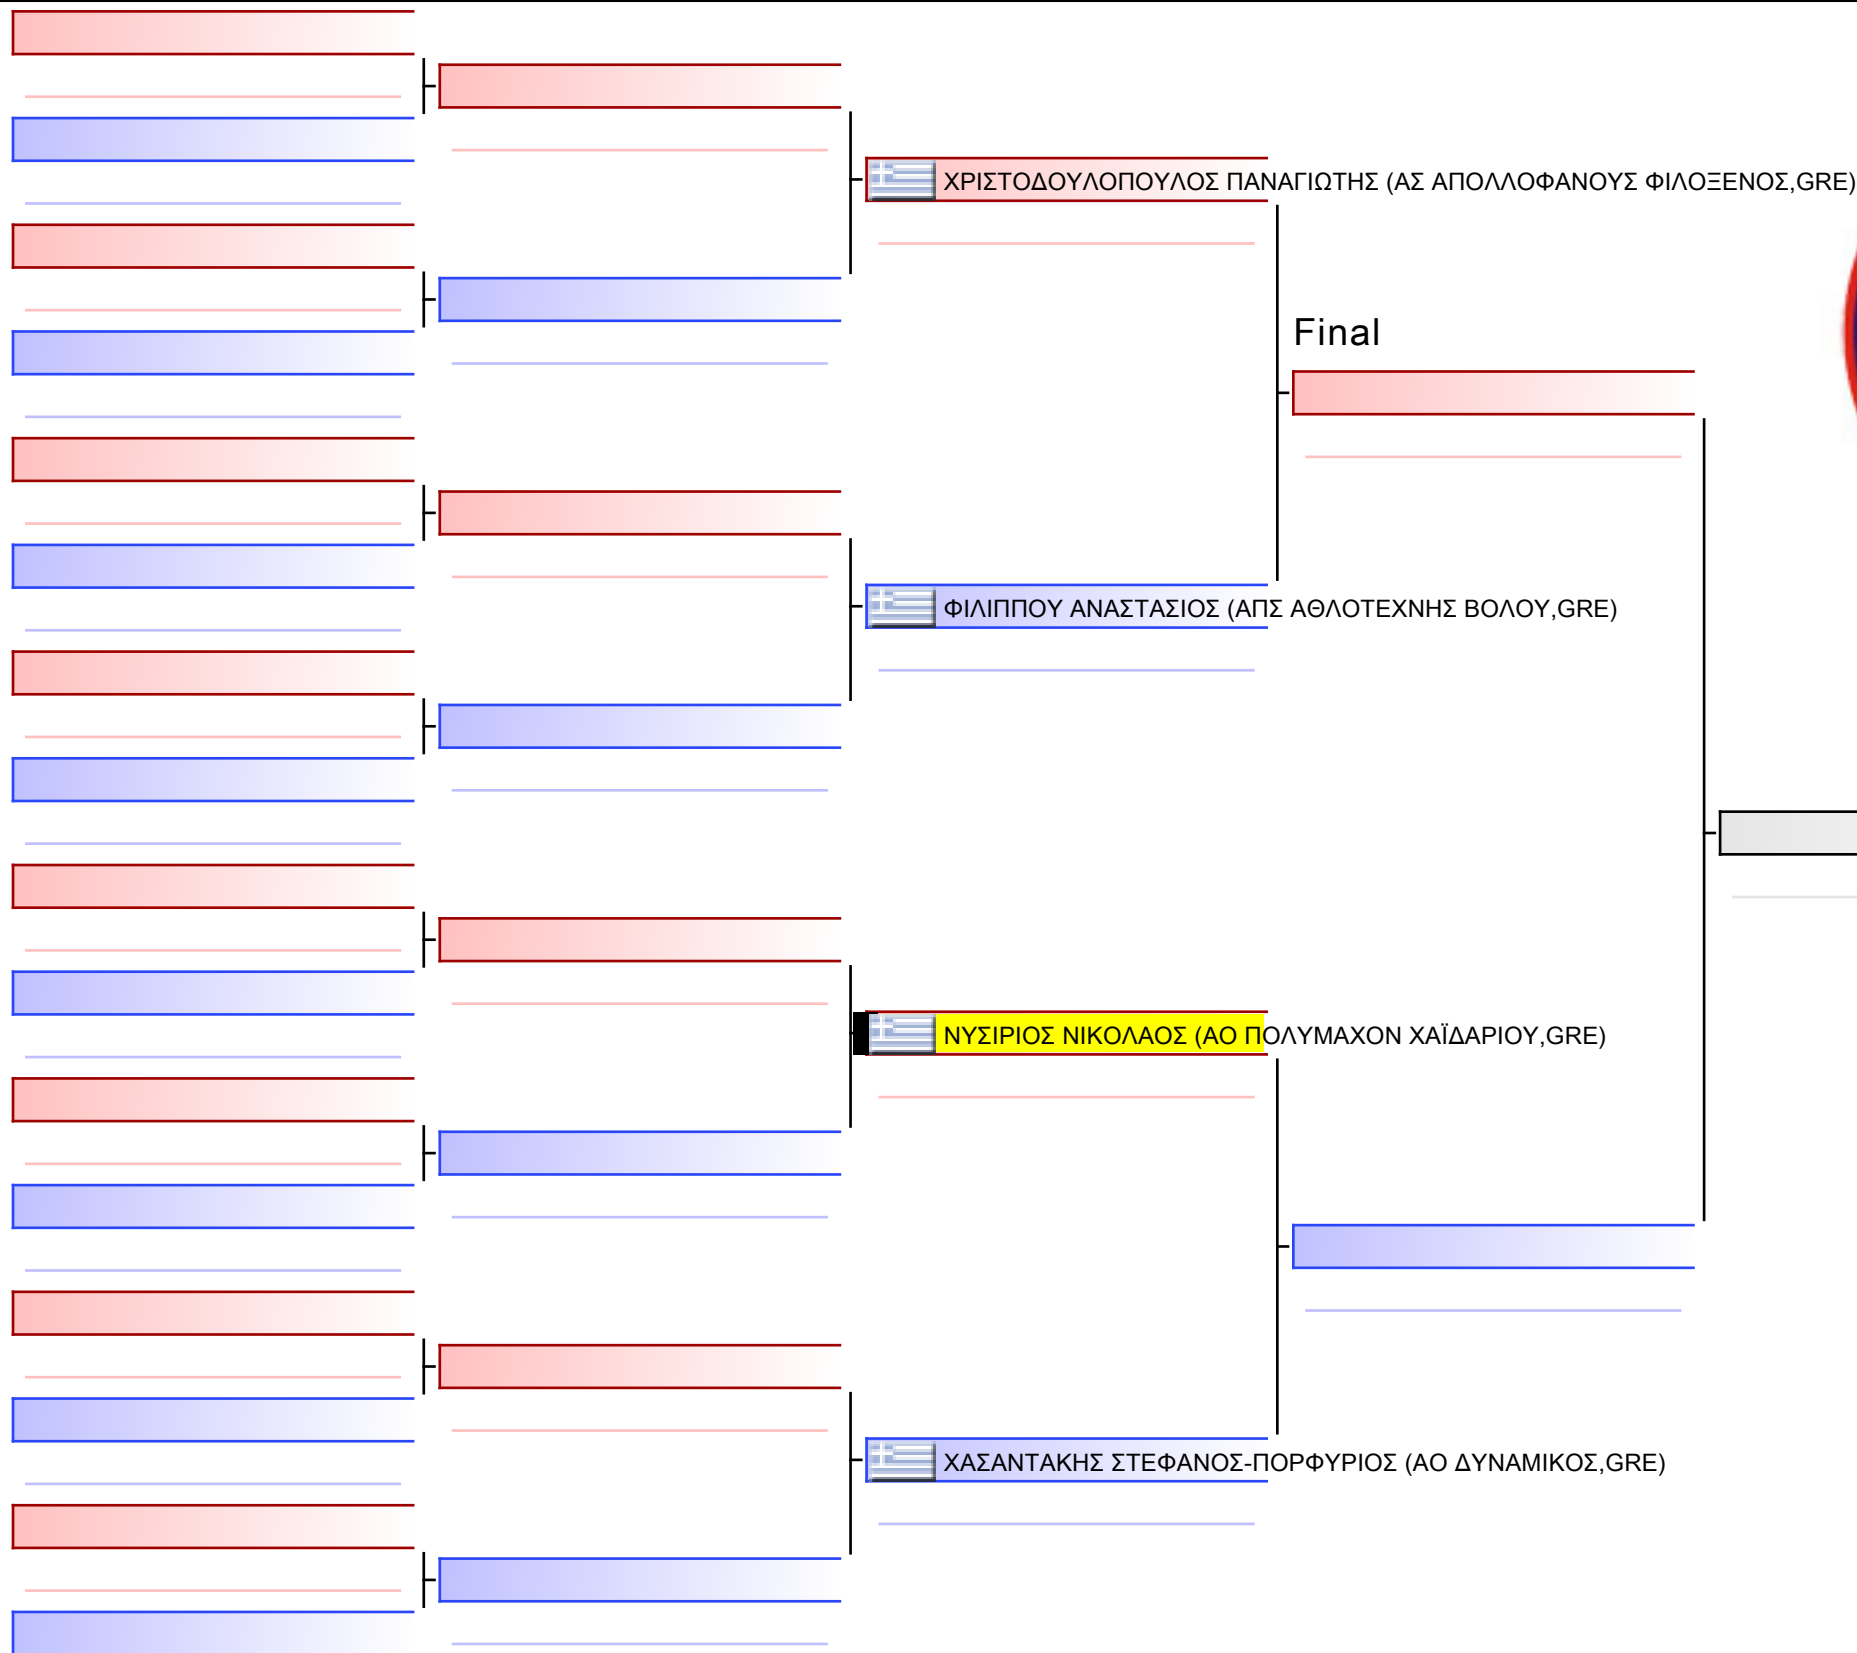 ΧΡΙΣΤΟΔΟΥΛΟΠΟΥΛΟΣ ΠΑΝΑΓΙΩΤΗΣ (ΑΣ ΑΠΟΛΛΟΦΑΝΟΥΣ ΦΙΛΟΞΕΝΟΣ,GRE)
Final
ΦΙΛΙΠΠΟΥ ΑΝΑΣΤΑΣΙΟΣ (ΑΠΣ ΑΘΛΟΤΕΧΝΗΣ ΒΟΛΟΥ,GRE)
ΝΥΣΙΡΙΟΣ ΝΙΚΟΛΑΟΣ (ΑΟ ΠΟΛΥΜΑΧΟΝ ΧΑΪΔΑΡΙΟΥ,GRE)
ΧΑΣΑΝΤΑΚΗΣ ΣΤΕΦΑΝΟΣ-ΠΟΡΦΥΡΙΟΣ (ΑΟ ΔΥΝΑΜΙΚΟΣ,GRE)